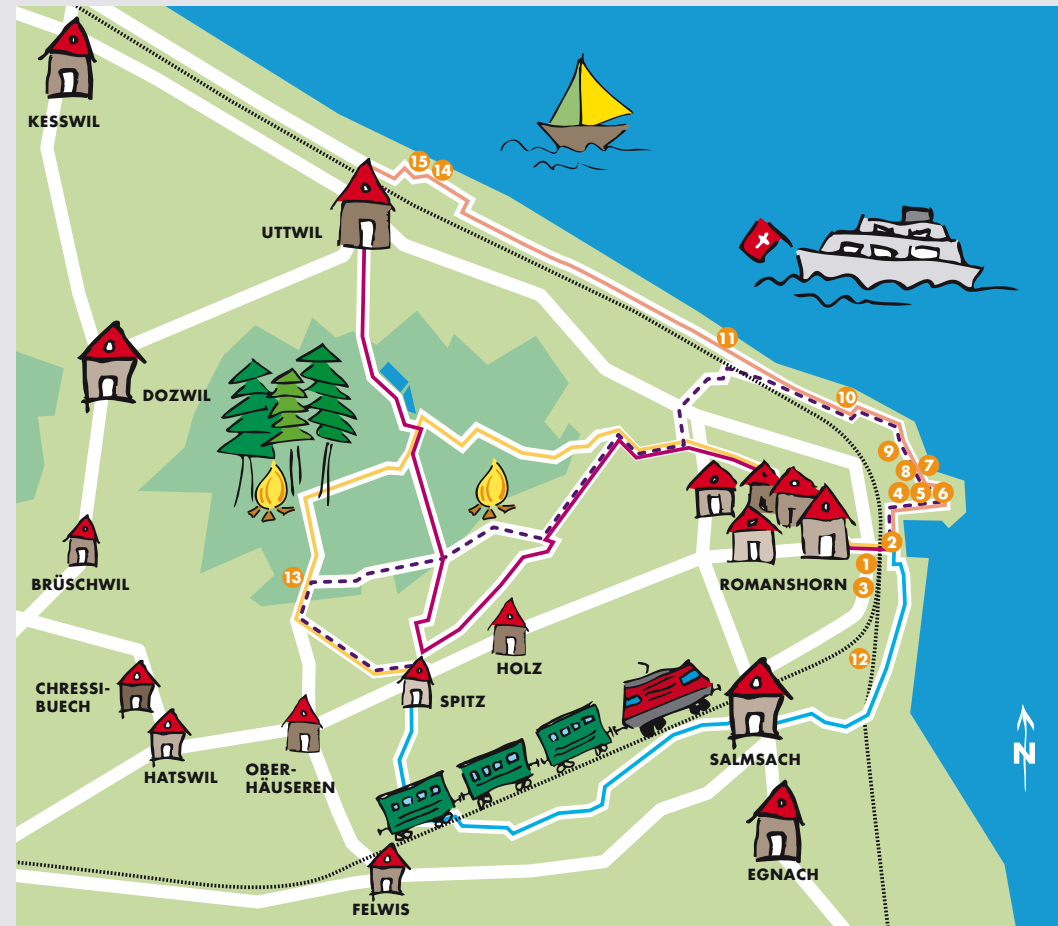 KESSWIL
15
14
UTTWIL
11
DOZWIL
10
9
7
8
4
5
6
2
1
3
ROMANSHORN
13
BRÜSCHWIL
12
HOLZ
CHRESSI-
BUECH
SPITZ
N
SALMSACH
HATSWIL
OBER-
HÄUSEREN
EGNACH
FELWIS